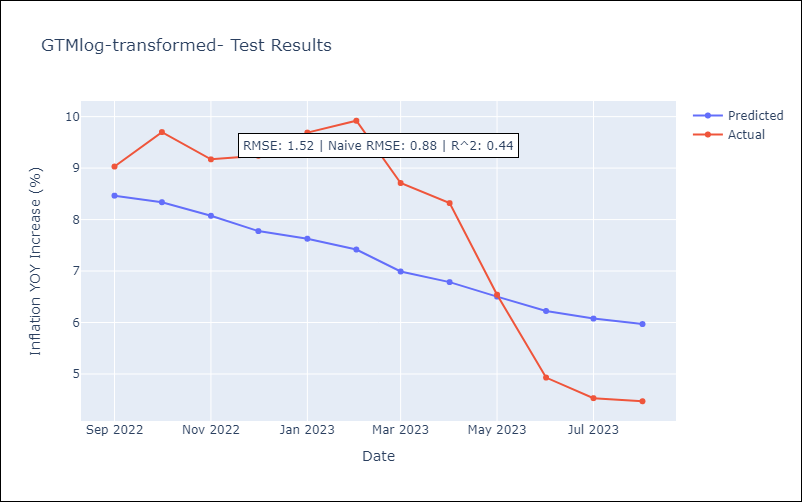 GTMlog-transformed- Test Results
Predicted
Actual
RMSE: 1.52 | Naive RMSE: 0.88 | R^2: 0.44
Inflation YOY Increase (%)
10
9
8
7
6
5
Sep 2022
Nov 2022
Jan 2023
Mar 2023
May 2023
Jul 2023
Date